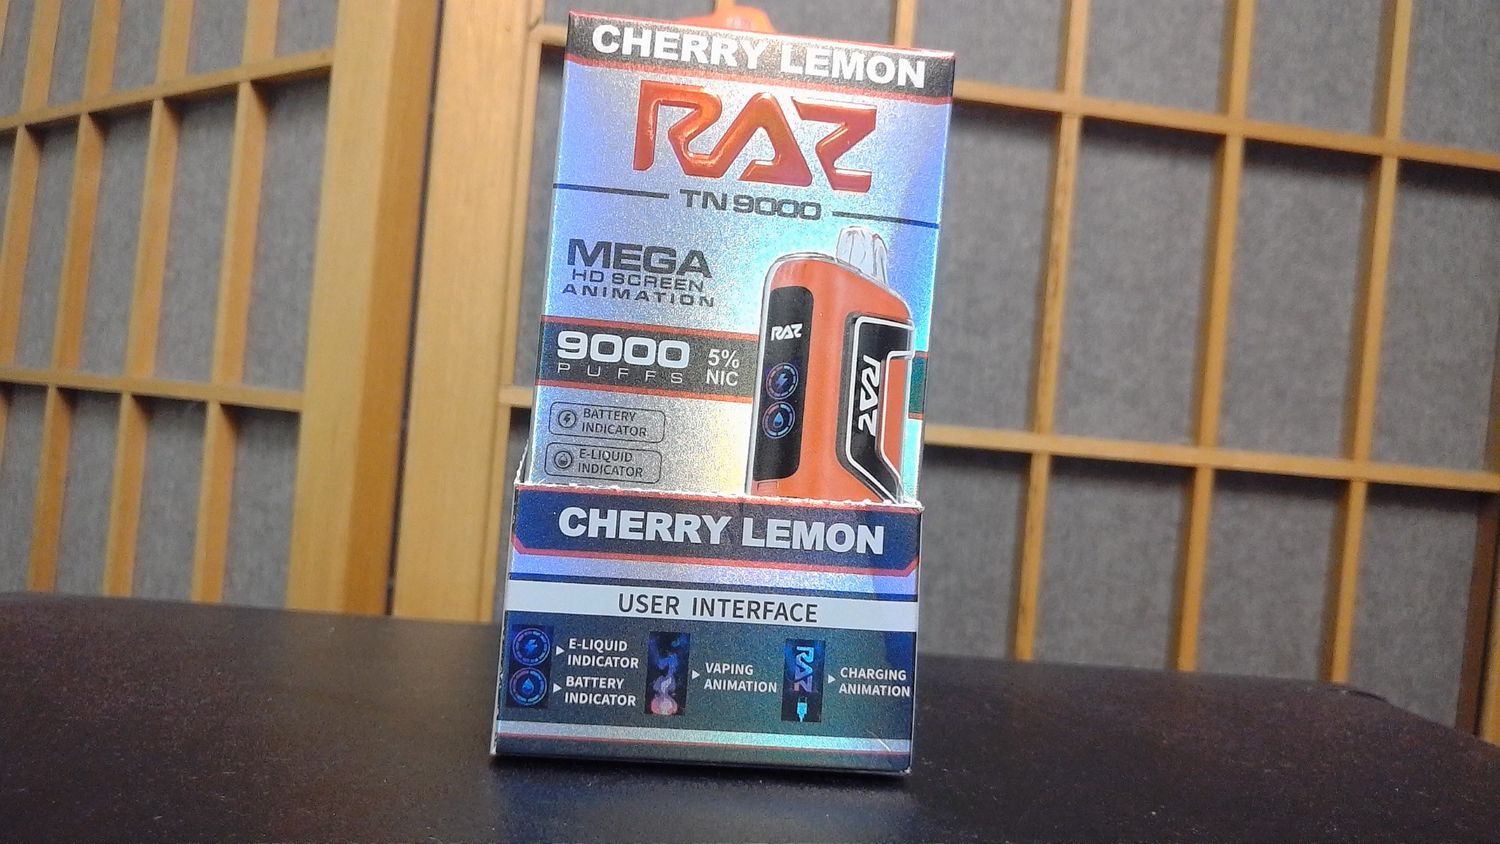 CHERRY LEMON
RAZ
TN9000
MEGA
HD SCREEN
ANIMATION
9000
PUFFS
5%
NIC
BATTERY
INDICATOR
E-LIQUID
INDICATOR
RAZ
RAZ
CHERRY LEMON
USER INTERFACE
E-LIQUID
INDICATOR
BATTERY
INDICATOR
VAPING
ANIMATION
RAZ
CHARGING
ANIMATION